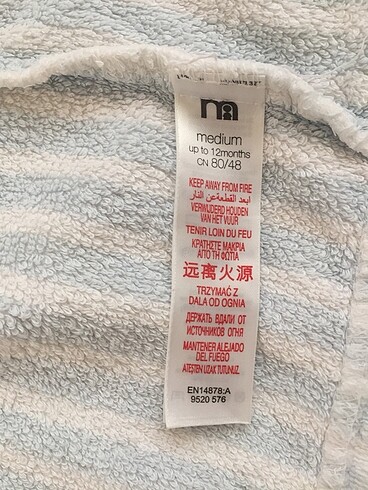 medium
up to 12months
CN 80/48
KEEP AWAY FROM FIRE
ابعد القطعة عن النار
VERWIJDERD HOUDEN
VAN HET VUUR
TENIR LOIN DU FEU
ΚΡΑΤΗΣΤΕ ΜΑΚΡΙΑ
ΑΠΟ ΤΗ ΦΩΤΙΑ
远离火源
TRZYMAĆ Z
DALA OD OGNIA
ДЕРЖАТЬ ВДАЛИ ОТ
ИСТОЧНИКОВ ОГНЯ
MANTENER ALEJADO
DEL FUEGO
ATEŞTEN UZAK TUTUNUZ.
EN14878:A
9520 576